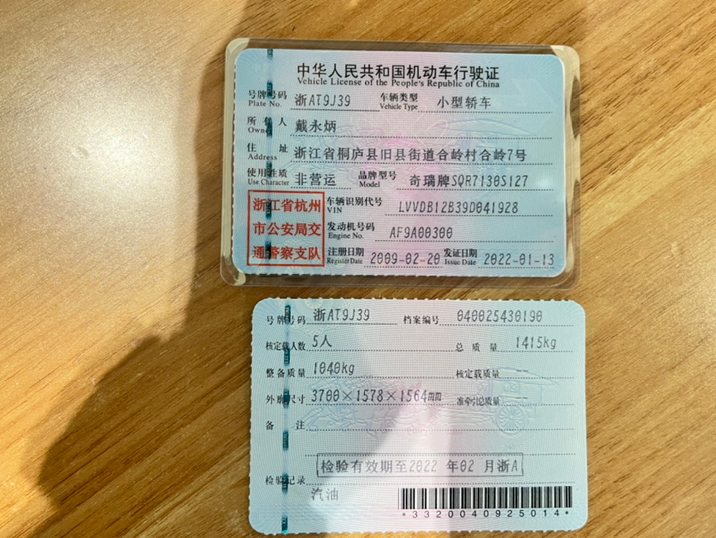 中华人民共和国机动车行驶证
Vehicle License of the People's Republic of China
号牌号码 浙AT9J39 车辆类型 小型轿车
Plate No. Vehicle Type
所有人 戴永炳
Owner
住址 浙江省桐庐县旧县街道合岭村合岭7号
Address
使用性质 非营运 品牌型号 奇瑞牌SQR7130S127
Use Character Model
浙江省杭州
市公安局交
通警察支队
车辆识别代号 LVVDB12B39D041928
VIN
发动机号码 AF9A00300
Engine No.
注册日期 2009-02-20 发证日期 2022-01-13
Register Date Issue Date
号牌号码 浙AT9J39 档案编号 040025430190
核定载人数 5人 总质量 1415kg
整备质量 1040kg 核定载质量 --
外廓尺寸 3700×1578×1564mm 准牵引总质量 --
备注
检验有效期至2022 年02 月浙A
检验记录
汽油
*3320040925014*